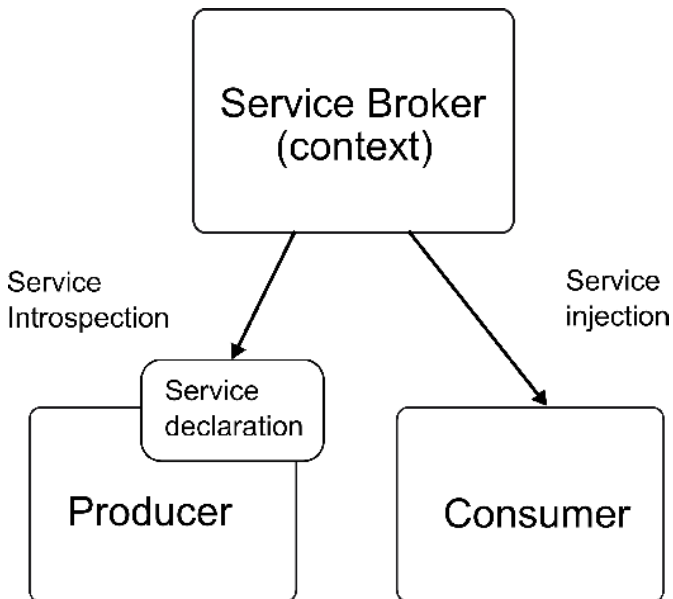 Service Broker
(context)
Service
Introspection
Service
injection
Service
declaration
Producer
Consumer